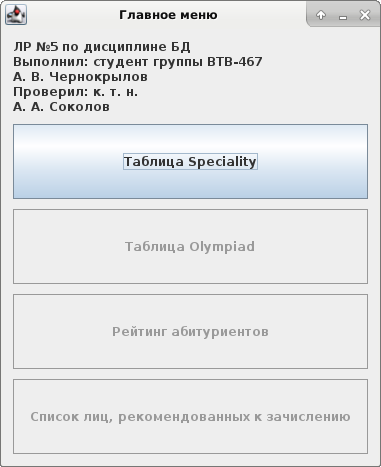 Главное меню
ЛР №5 по дисциплине БД
Выполнил: студент группы ВТВ-467
А. В. Чернокрылов
Проверил: к. т. н.
А. А. Соколов
Таблица Speciality
Таблица Olympiad
Рейтинг абитуриентов
Список лиц, рекомендованных к зачислению